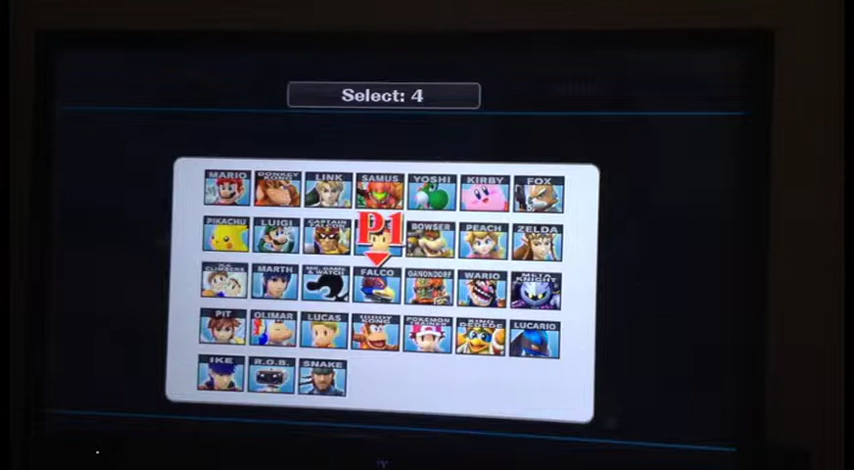 Select: 4
MARIO DONKEY KONG LINK SAMUS YOSHI KIRBY FOX
PIKACHU LUIGI CAPTAIN FALCON P1 BOWSER PEACH ZELDA
ICE CLIMBERS MARTH MR. GAME & WATCH FALCO GANONDORF WARIO META KNIGHT
PIT OLIMAR LUCAS DIDDY KONG POKÉMON TRAINER KING DEDEDE LUCARIO
IKE R.O.B. SNAKE